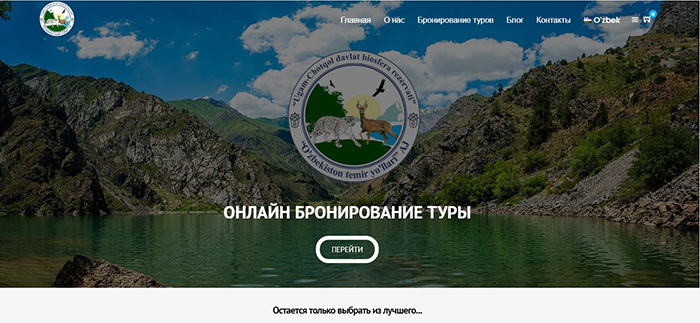 Главная О нас Бронирование туров Блог Контакты O'zbek
"Ugam-Chotqol davlat biosfera rezervati"
"O'zbekiston temir yo'llari" AJ
ОНЛАЙН БРОНИРОВАНИЕ ТУРЫ
ПЕРЕЙТИ
Остается только выбрать из лучшего...